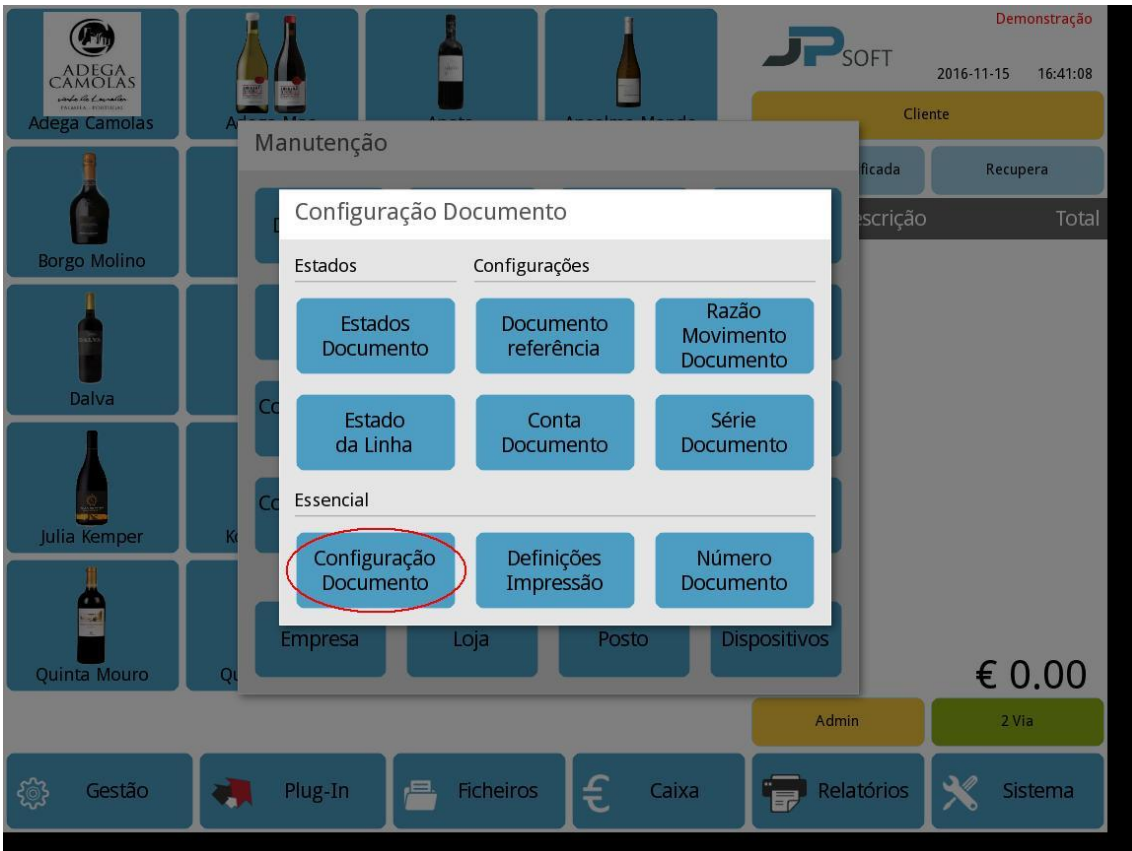 Demonstração
JPSOFT
2016-11-15 16:41:08
ADEGA
CAMOLAS
Adega Camolas
Cliente
Manutenção
ficada
Recupera
Configuração Documento
escrição
Total
Borgo Molino
Estados
Configurações
Estados
Documento
Documento
referência
Razão
Movimento
Documento
Dalva
Estado
da Linha
Conta
Documento
Série
Documento
Essencial
Julia Kemper
Configuração
Documento
Definições
Impressão
Número
Documento
Empresa
Loja
Posto
Dispositivos
Quinta Mouro
€ 0.00
Admin
2 Via
Gestão
Plug-In
Ficheiros
Caixa
Relatórios
Sistema